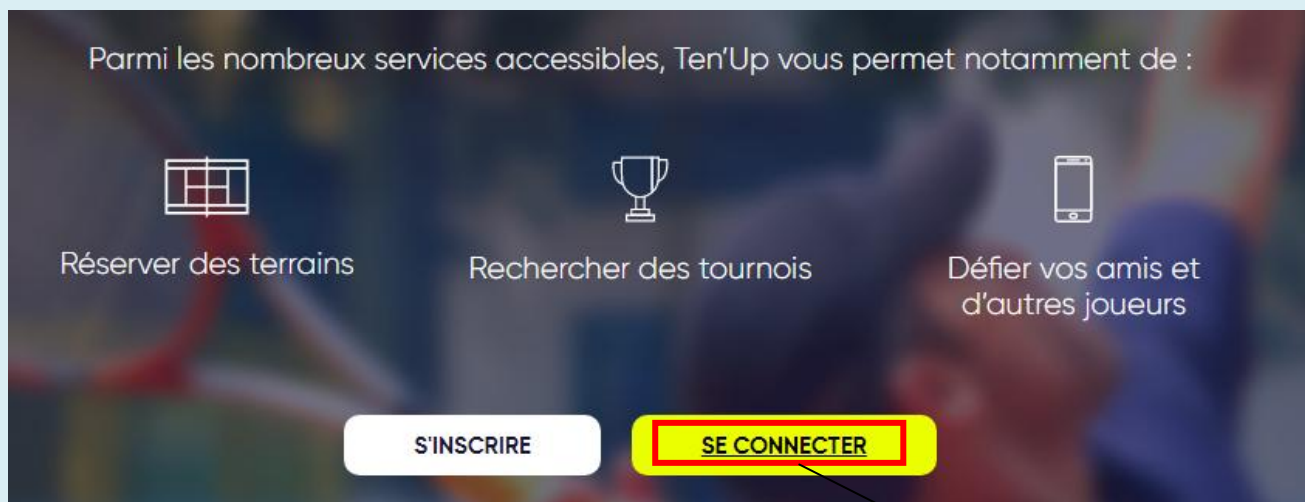 Parmi les nombreux services accessibles, Ten'Up vous permet notamment de :
Réserver des terrains
Rechercher des tournois
Défier vos amis et
d'autres joueurs
S'INSCRIRE
SE CONNECTER